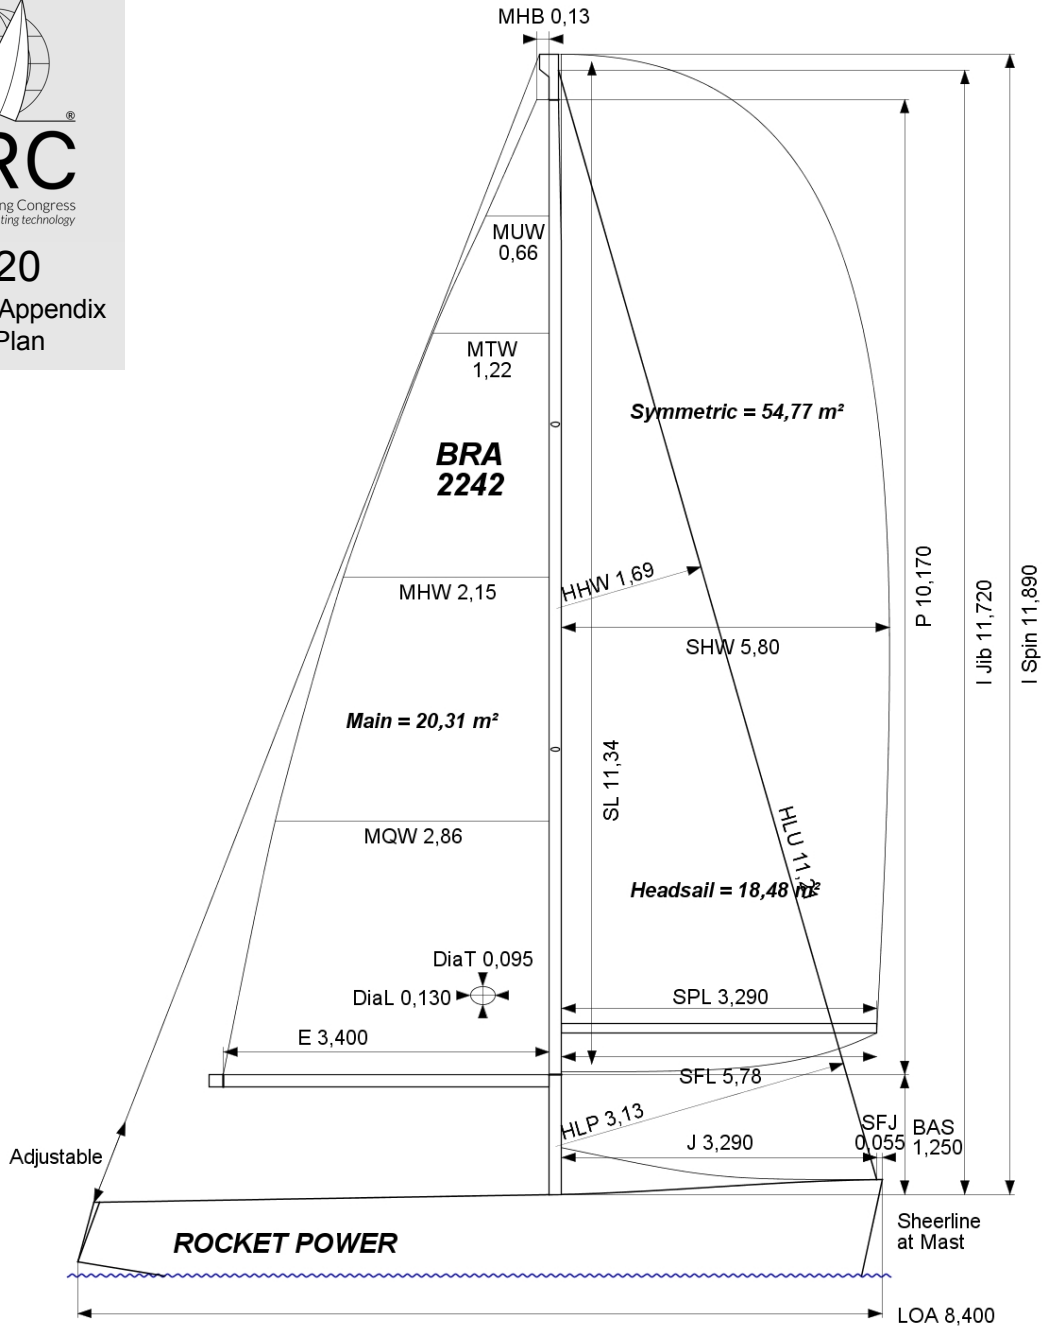 MHB 0,13
®
RC
ng Congress
ting technology
20
Appendix
Plan
MUW
0,66
MTW
1,22
Symmetric = 54,77 m²
BRA
2242
HHW 1,69
MHW 2,15
P 10,170
I Jib 11,720
I Spin 11,890
SHW 5,80
Main = 20,31 m²
SL 11,34
MQW 2,86
HLU
Headsail = 18,48 m²
DiaT 0,095
DiaL 0,130
SPL 3,290
E 3,400
SFL 5,78
HLP 3,13
J 3,290
SFJ
0,055
BAS
1,250
Adjustable
Sheerline
at Mast
ROCKET POWER
LOA 8,400